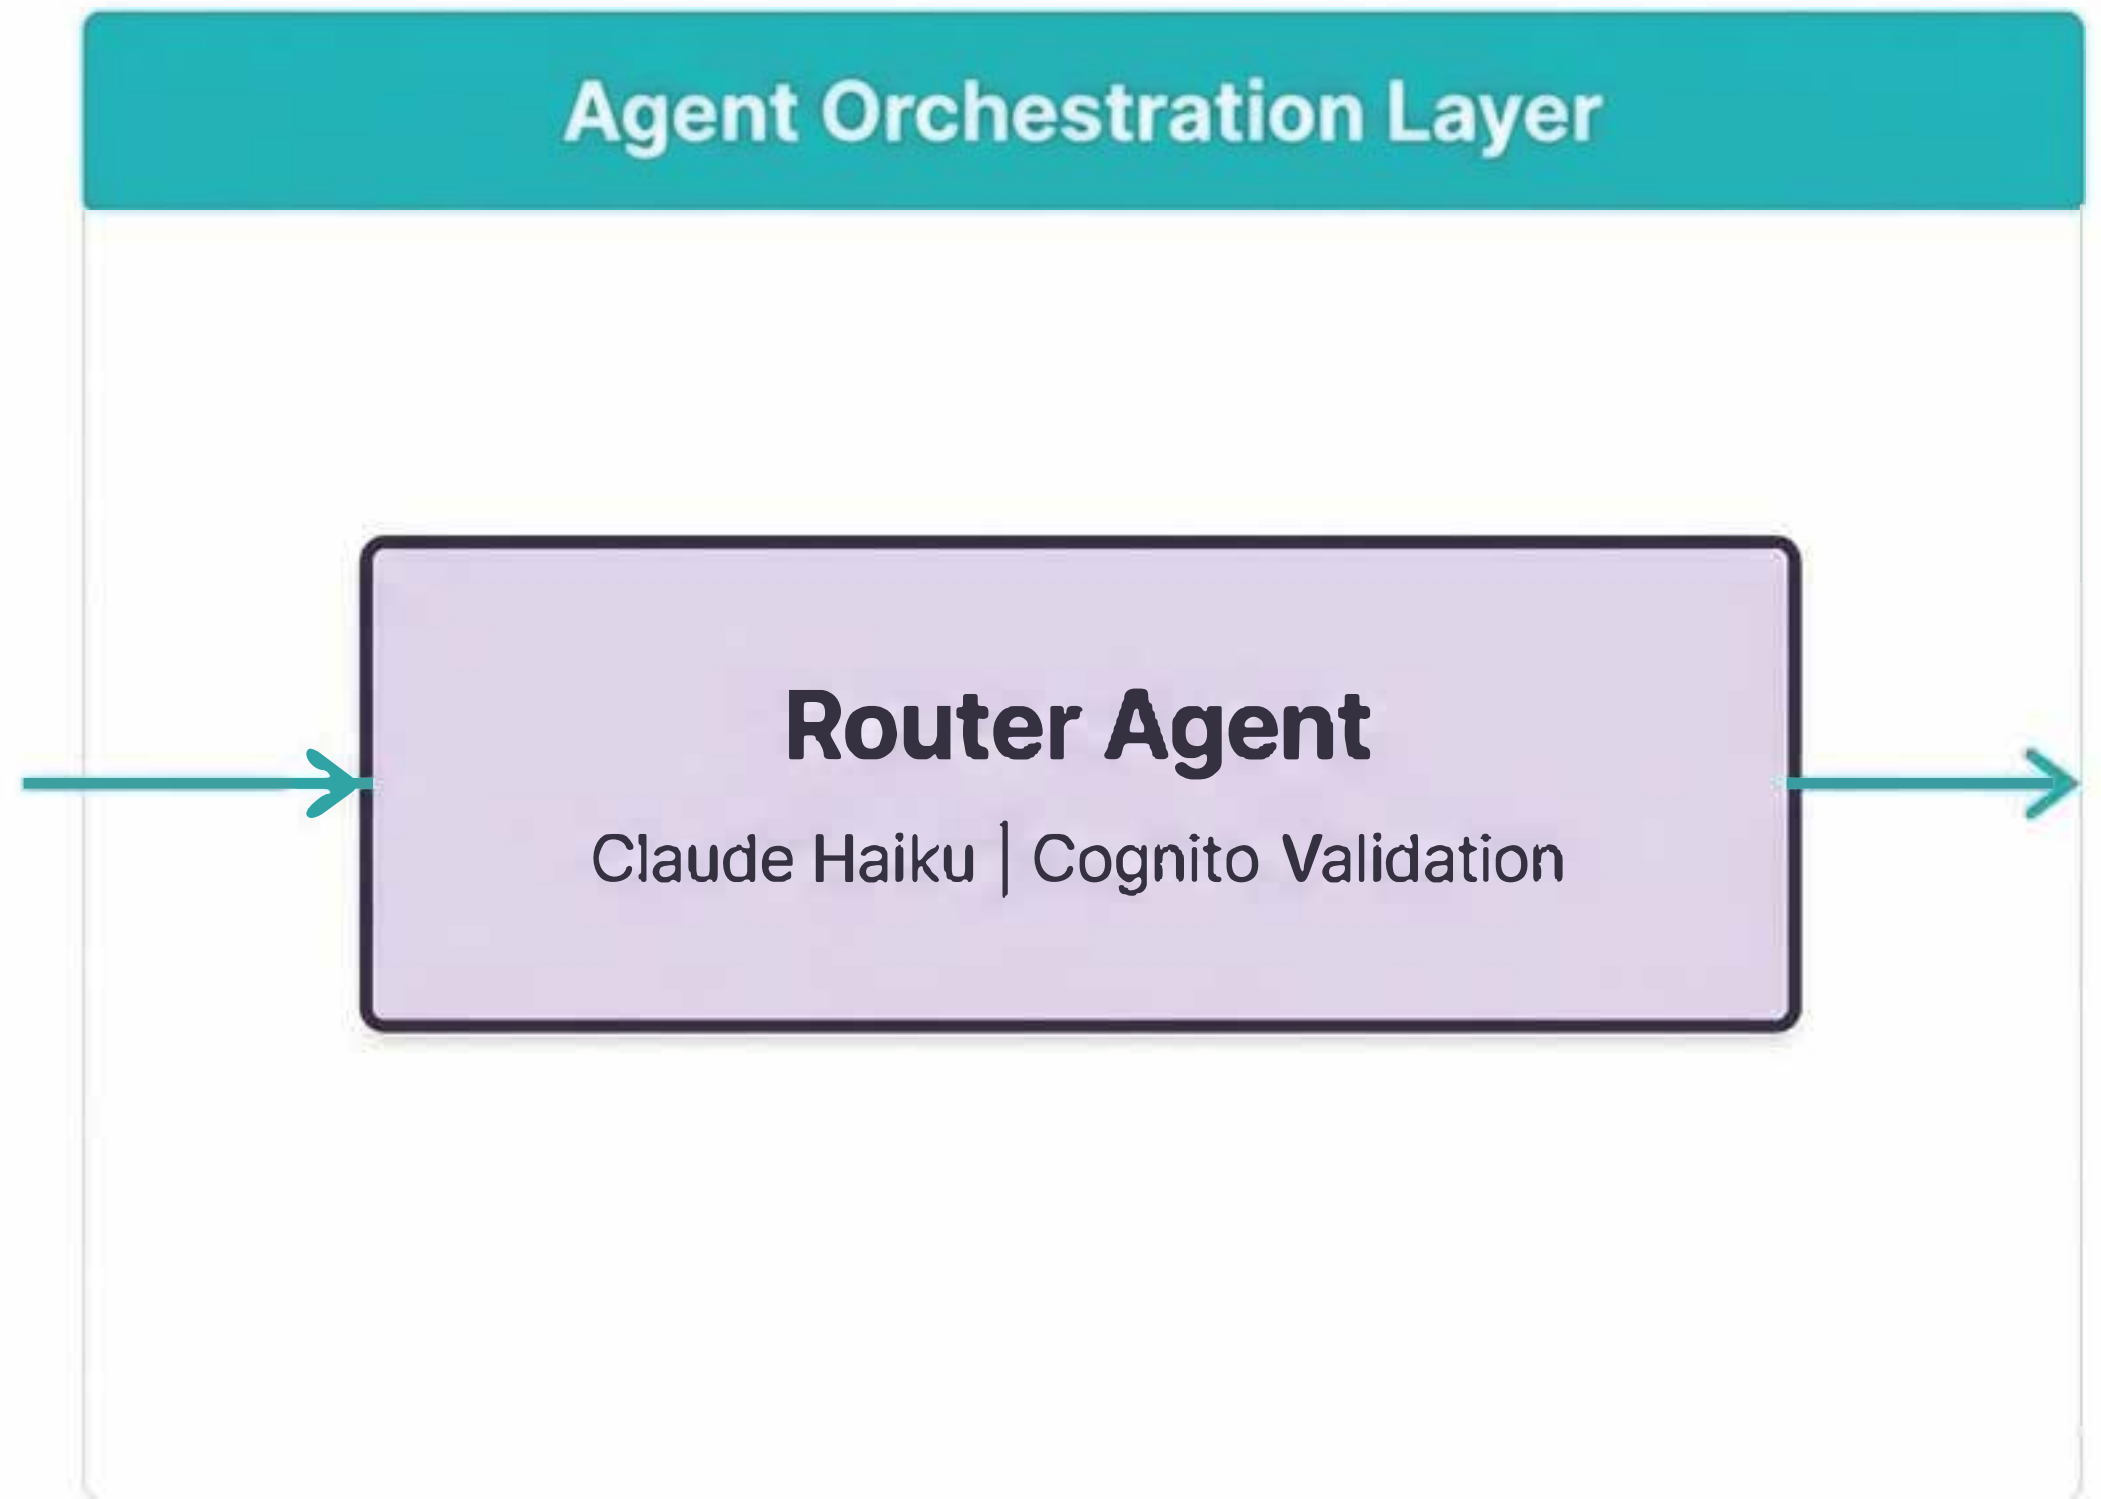 Agent Orchestration Layer
Router Agent
Claude Haiku | Cognito Validation